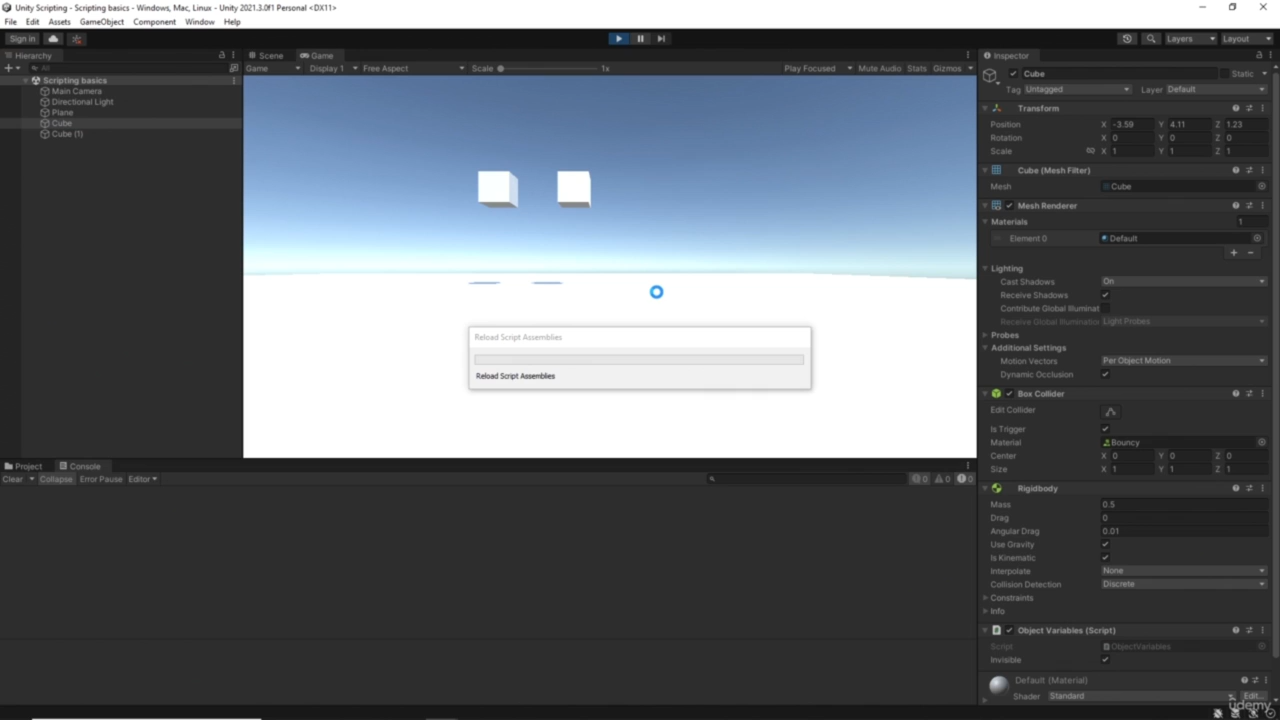 Unity Scripting - Scripting basics - Windows, Mac, Linux - Unity 2021.3.0f1 Personal <DX11>
File Edit Assets GameObject Component Window Help
Sign in Layers Layout
Hierarchy Scene Game Inspector
All Game Display 1 Free Aspect Scale 1x Play Focused Mute Audio Stats Gizmos
Cube Static
Scripting basics
Main Camera
Tag Untagged Layer Default
Directional Light
Plane
Transform
Cube
Position X -3.59 Y 4.11 Z 1.23
Cube (1)
Rotation X 0 Y 0 Z 0
Scale X 1 Y 1 Z 1
Cube (Mesh Filter)
Mesh Cube
Mesh Renderer
Materials 1
Element 0 Default
Lighting
Cast Shadows On
Receive Shadows
Contribute Global Illuminat
Receive Global Illumination Light Probes
Probes
Additional Settings
Motion Vectors Per Object Motion
Dynamic Occlusion
Reload Script Assemblies
Reload Script Assemblies
Box Collider
Edit Collider
Is Trigger
Material Bouncy
Center X 0 Y 0 Z 0
Size X 1 Y 1 Z 1
Project Console
Clear Collapse Error Pause Editor 0 0 0
Rigidbody
Mass 0.5
Drag 0
Angular Drag 0.01
Use Gravity
Is Kinematic
Interpolate None
Collision Detection Discrete
Constraints
Info
Object Variables (Script)
Script ObjectVariables
Invisible
Default (Material)
Shader Standard Edit...
udemy